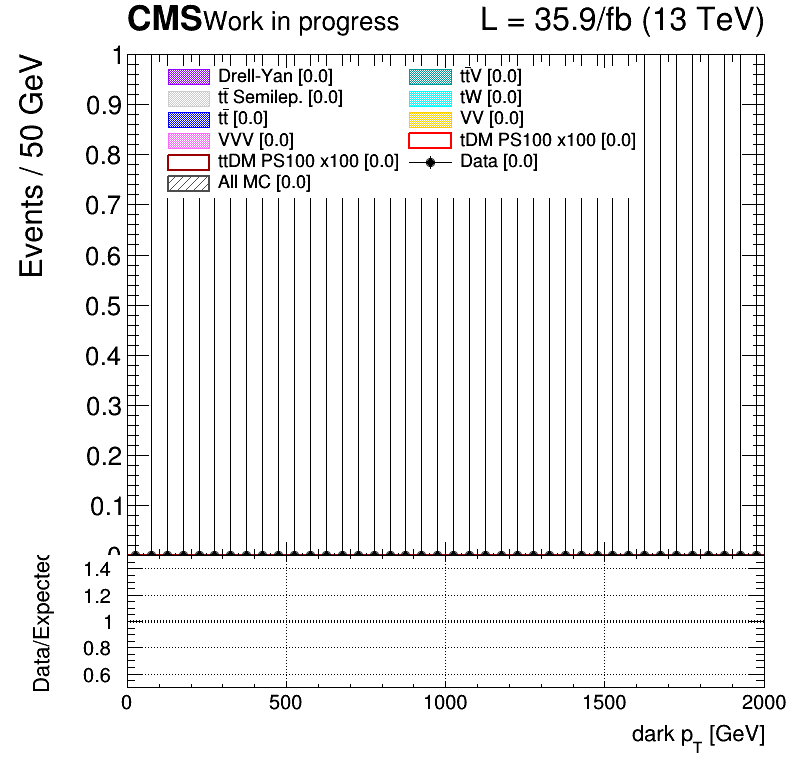 CMS Work in progress L = 35.9/fb (13 TeV)
Events / 50 GeV
1
0.9
0.8
0.7
0.6
0.5
0.4
0.3
0.2
0.1
0
Drell-Yan [0.0]
tt̄ Semilep. [0.0]
tt̄ [0.0]
VVV [0.0]
ttDM PS100 x100 [0.0]
All MC [0.0]
tt̄V [0.0]
tW [0.0]
VV [0.0]
tDM PS100 x100 [0.0]
Data [0.0]
Data/Expected
1.4
1.2
1
0.8
0.6
0 500 1000 1500 2000
dark p_T [GeV]